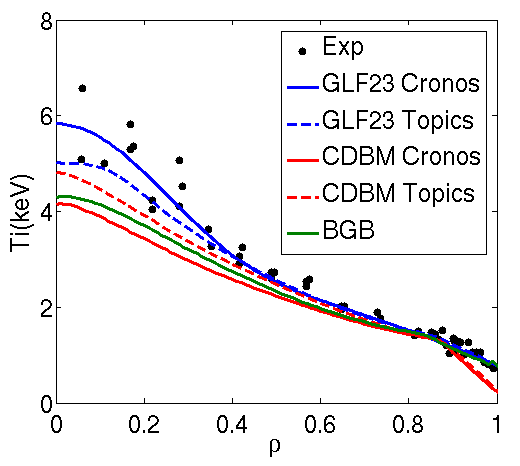 8
6
4
2
0
Ti(keV)
Exp
GLF23 Cronos
GLF23 Topics
CDBM Cronos
CDBM Topics
BGB
0 0.2 0.4 0.6 0.8 1
ρ